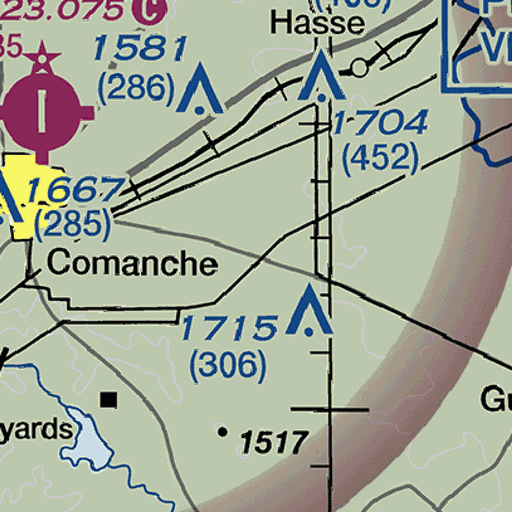 23.075 C
Hasse
1581
(286)
1704
(452)
1667
(285)
Comanche
1715
(306)
yards
1517